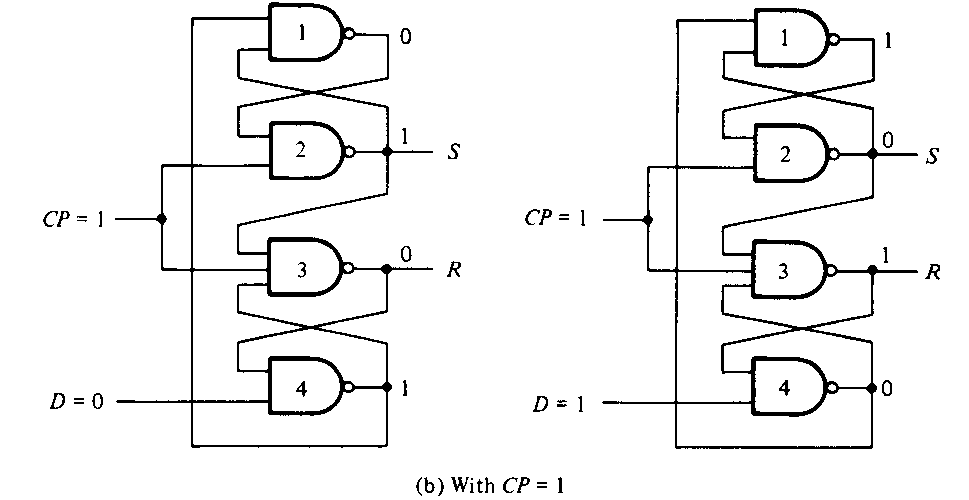 1 0
2 1 S
CP = 1
3 0 R
D = 0 4 1
1 1
2 0 S
CP = 1
3 1 R
D = 1 4 0
(b) With CP = 1